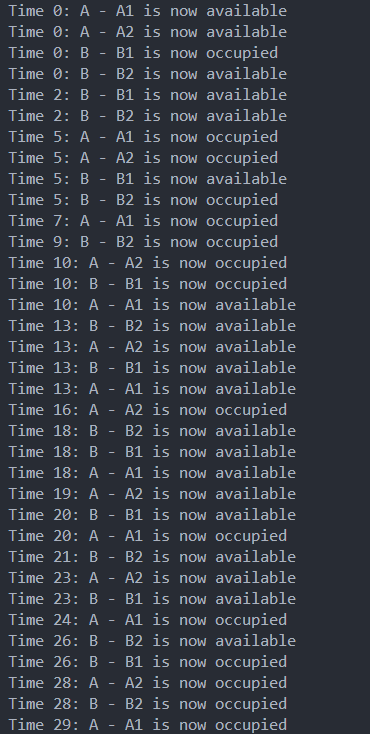 Time 0: A - A1 is now available
Time 0: A - A2 is now available
Time 0: B - B1 is now occupied
Time 0: B - B2 is now available
Time 2: B - B1 is now available
Time 2: B - B2 is now available
Time 5: A - A1 is now occupied
Time 5: A - A2 is now occupied
Time 5: B - B1 is now available
Time 5: B - B2 is now occupied
Time 7: A - A1 is now occupied
Time 9: B - B2 is now occupied
Time 10: A - A2 is now occupied
Time 10: B - B1 is now occupied
Time 10: A - A1 is now available
Time 13: B - B2 is now available
Time 13: A - A2 is now available
Time 13: B - B1 is now available
Time 13: A - A1 is now available
Time 16: A - A2 is now occupied
Time 18: B - B2 is now available
Time 18: B - B1 is now available
Time 18: A - A1 is now available
Time 19: A - A2 is now available
Time 20: B - B1 is now available
Time 20: A - A1 is now occupied
Time 21: B - B2 is now available
Time 23: A - A2 is now available
Time 23: B - B1 is now available
Time 24: A - A1 is now occupied
Time 26: B - B2 is now available
Time 26: B - B1 is now occupied
Time 28: A - A2 is now occupied
Time 28: B - B2 is now occupied
Time 29: A - A1 is now occupied